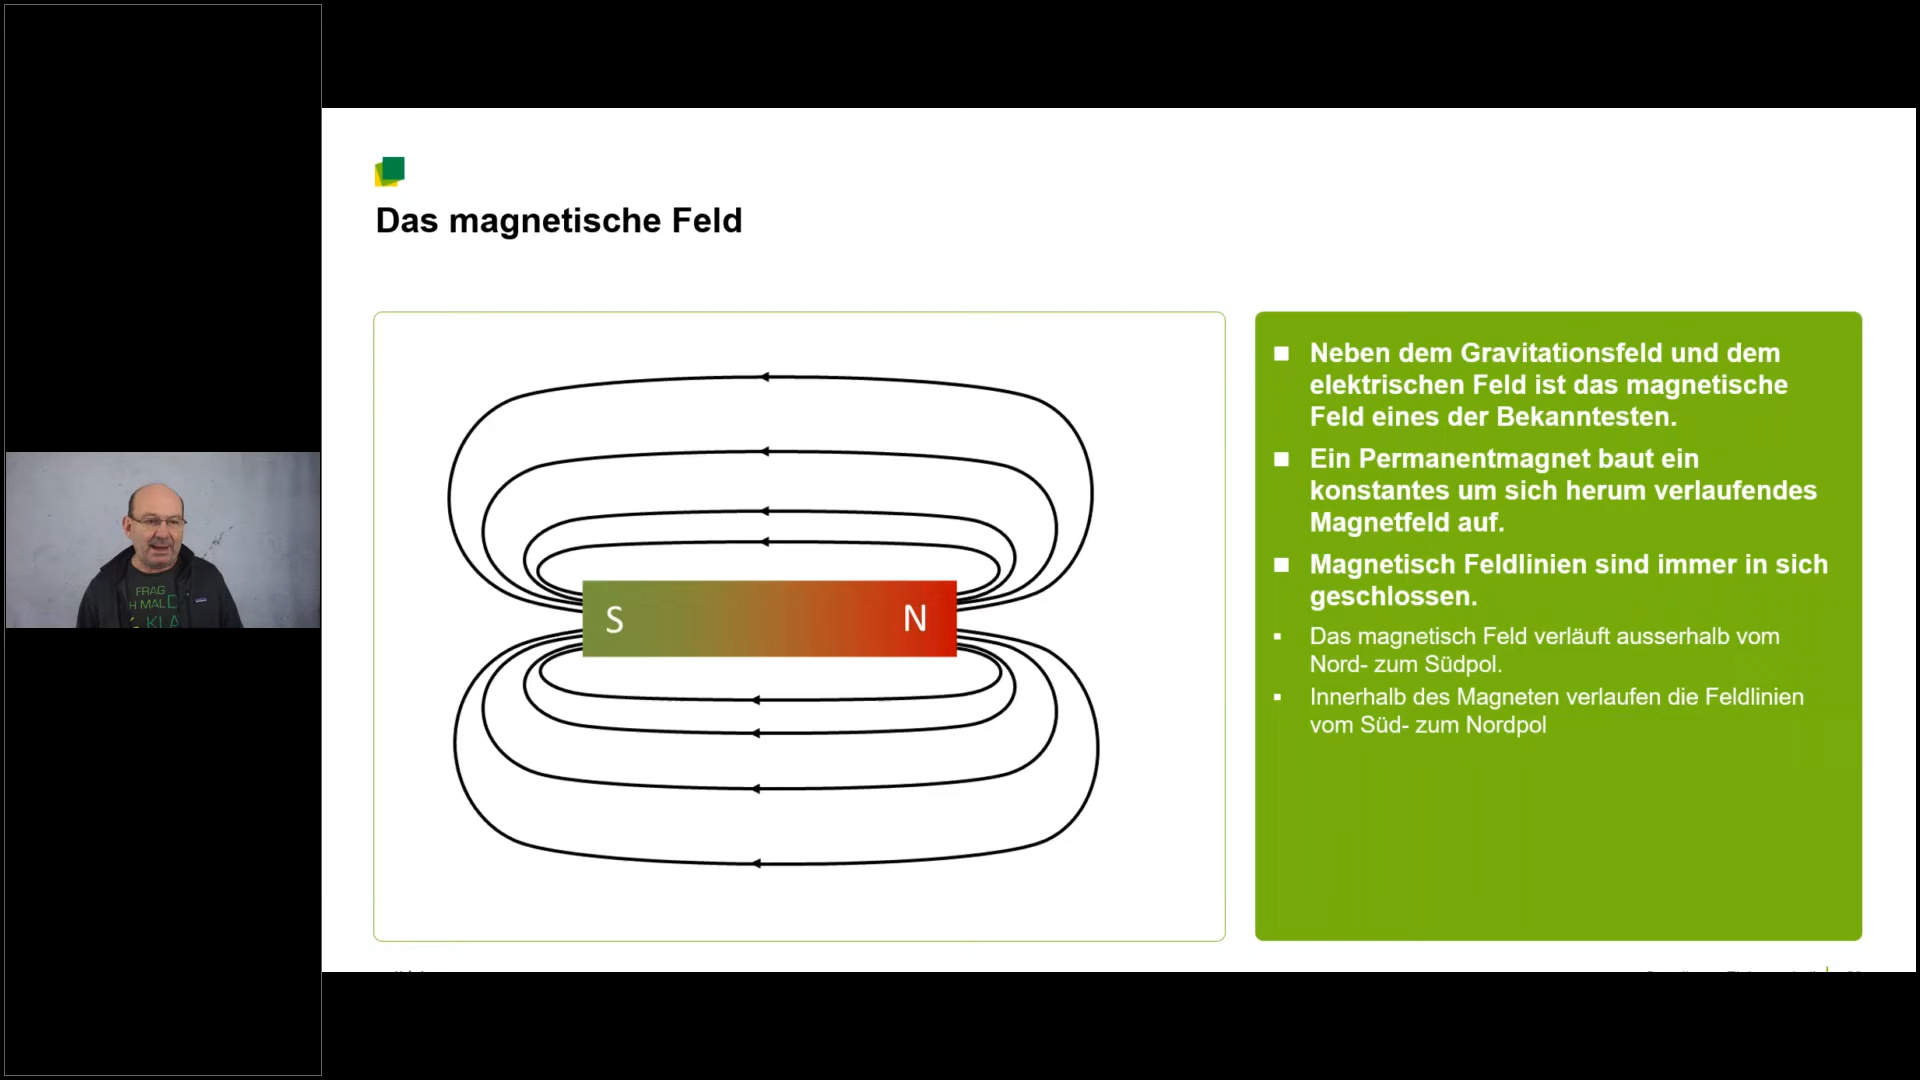 Das magnetische Feld
S
N
Neben dem Gravitationsfeld und dem
elektrischen Feld ist das magnetische
Feld eines der Bekanntesten.
Ein Permanentmagnet baut ein
konstantes um sich herum verlaufendes
Magnetfeld auf.
Magnetisch Feldlinien sind immer in sich
geschlossen.
Das magnetisch Feld verläuft ausserhalb vom
Nord- zum Südpol.
Innerhalb des Magneten verlaufen die Feldlinien
vom Süd- zum Nordpol
FRAG
H MAL D
KLA